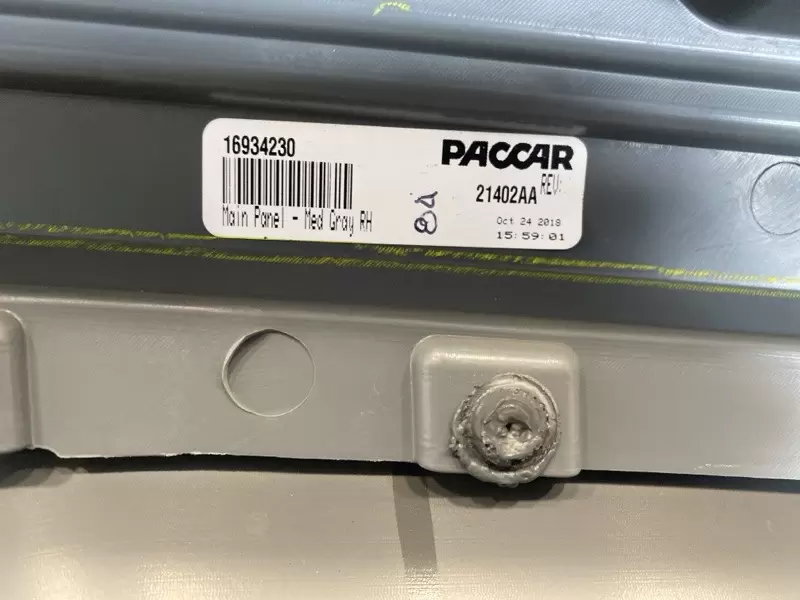 16934230
PACCAR
21402AA
REV:
Main Panel - Med Gray RH
Oct 24 2018
15:59:01